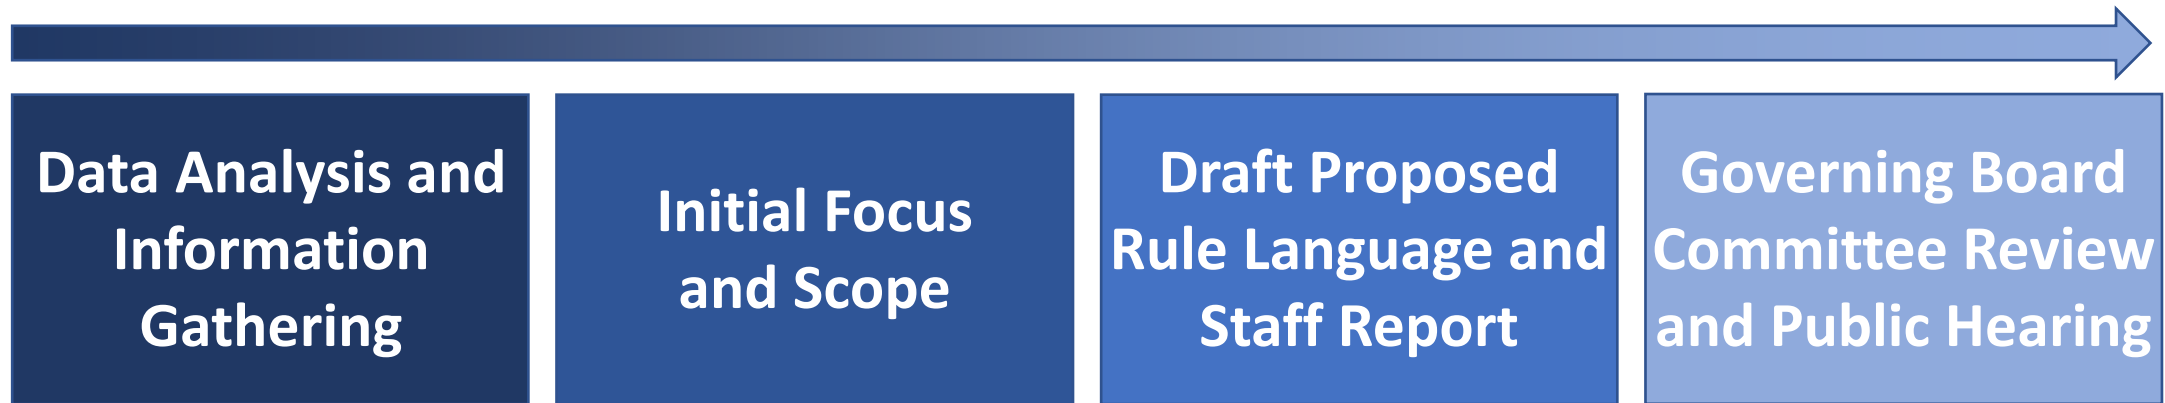 Data Analysis and
Information
Gathering
Initial Focus
and Scope
Draft Proposed
Rule Language and
Staff Report
Governing Board
Committee Review
and Public Hearing